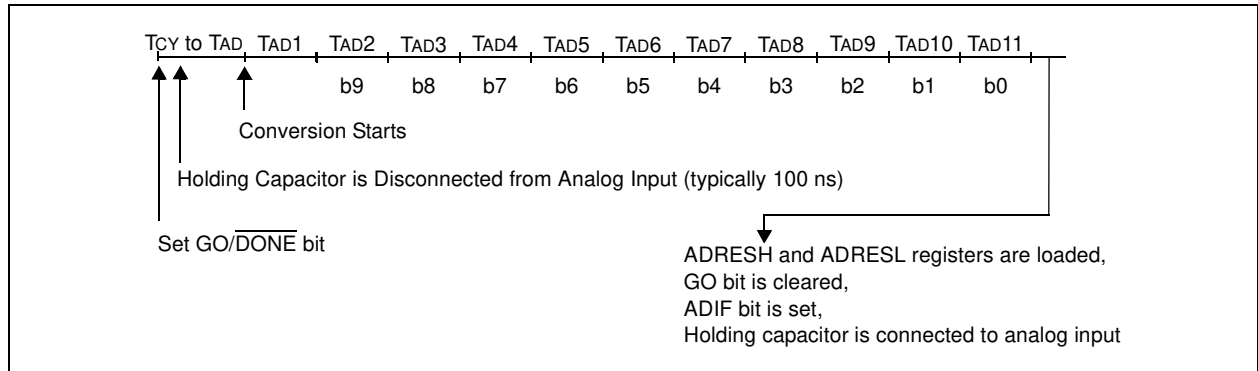 TCY to TAD TAD1 TAD2 TAD3 TAD4 TAD5 TAD6 TAD7 TAD8 TAD9 TAD10 TAD11
b9 b8 b7 b6 b5 b4 b3 b2 b1 b0
Conversion Starts
Holding Capacitor is Disconnected from Analog Input (typically 100 ns)
Set GO/DONE bit
ADRESH and ADRESL registers are loaded,
GO bit is cleared,
ADIF bit is set,
Holding capacitor is connected to analog input